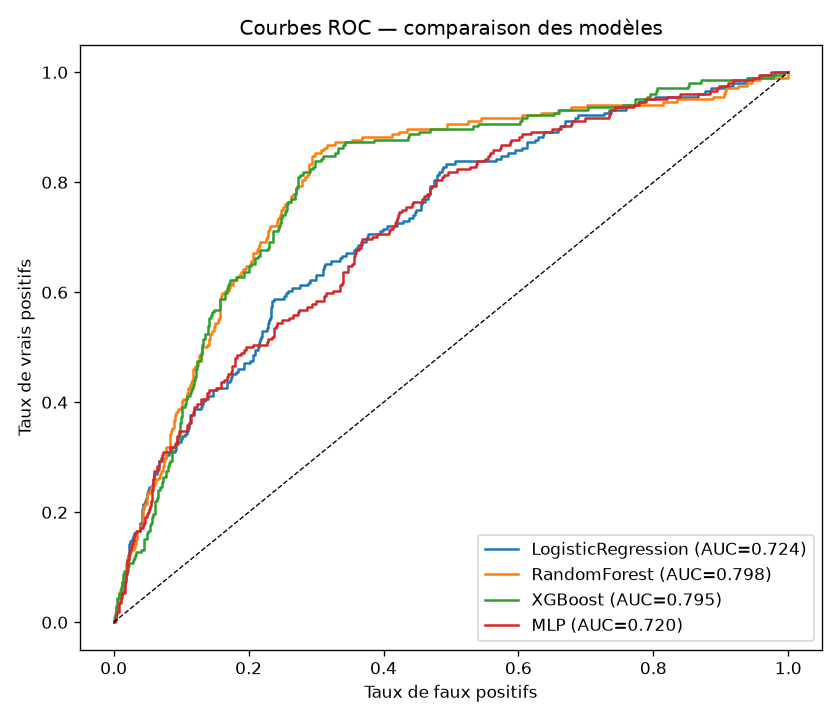 Courbes ROC — comparaison des modèles
1.0
0.8
0.6
0.4
0.2
0.0
Taux de vrais positifs
LogisticRegression (AUC=0.724)
RandomForest (AUC=0.798)
XGBoost (AUC=0.795)
MLP (AUC=0.720)
0.0 0.2 0.4 0.6 0.8 1.0
Taux de faux positifs